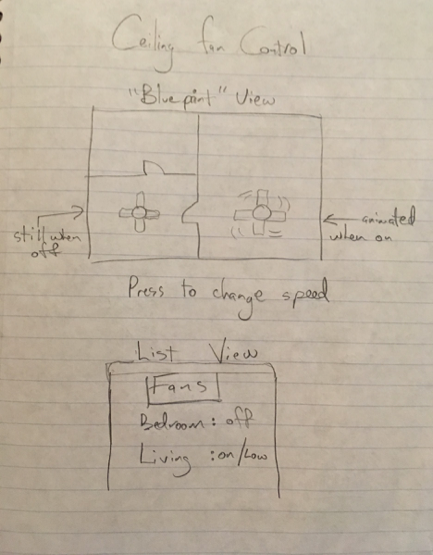 Ceiling fan Control
"Blueprint" View
still when
off
animated
when on
Press to change speed
List View
Fans
Bedroom: off
Living : on/Low